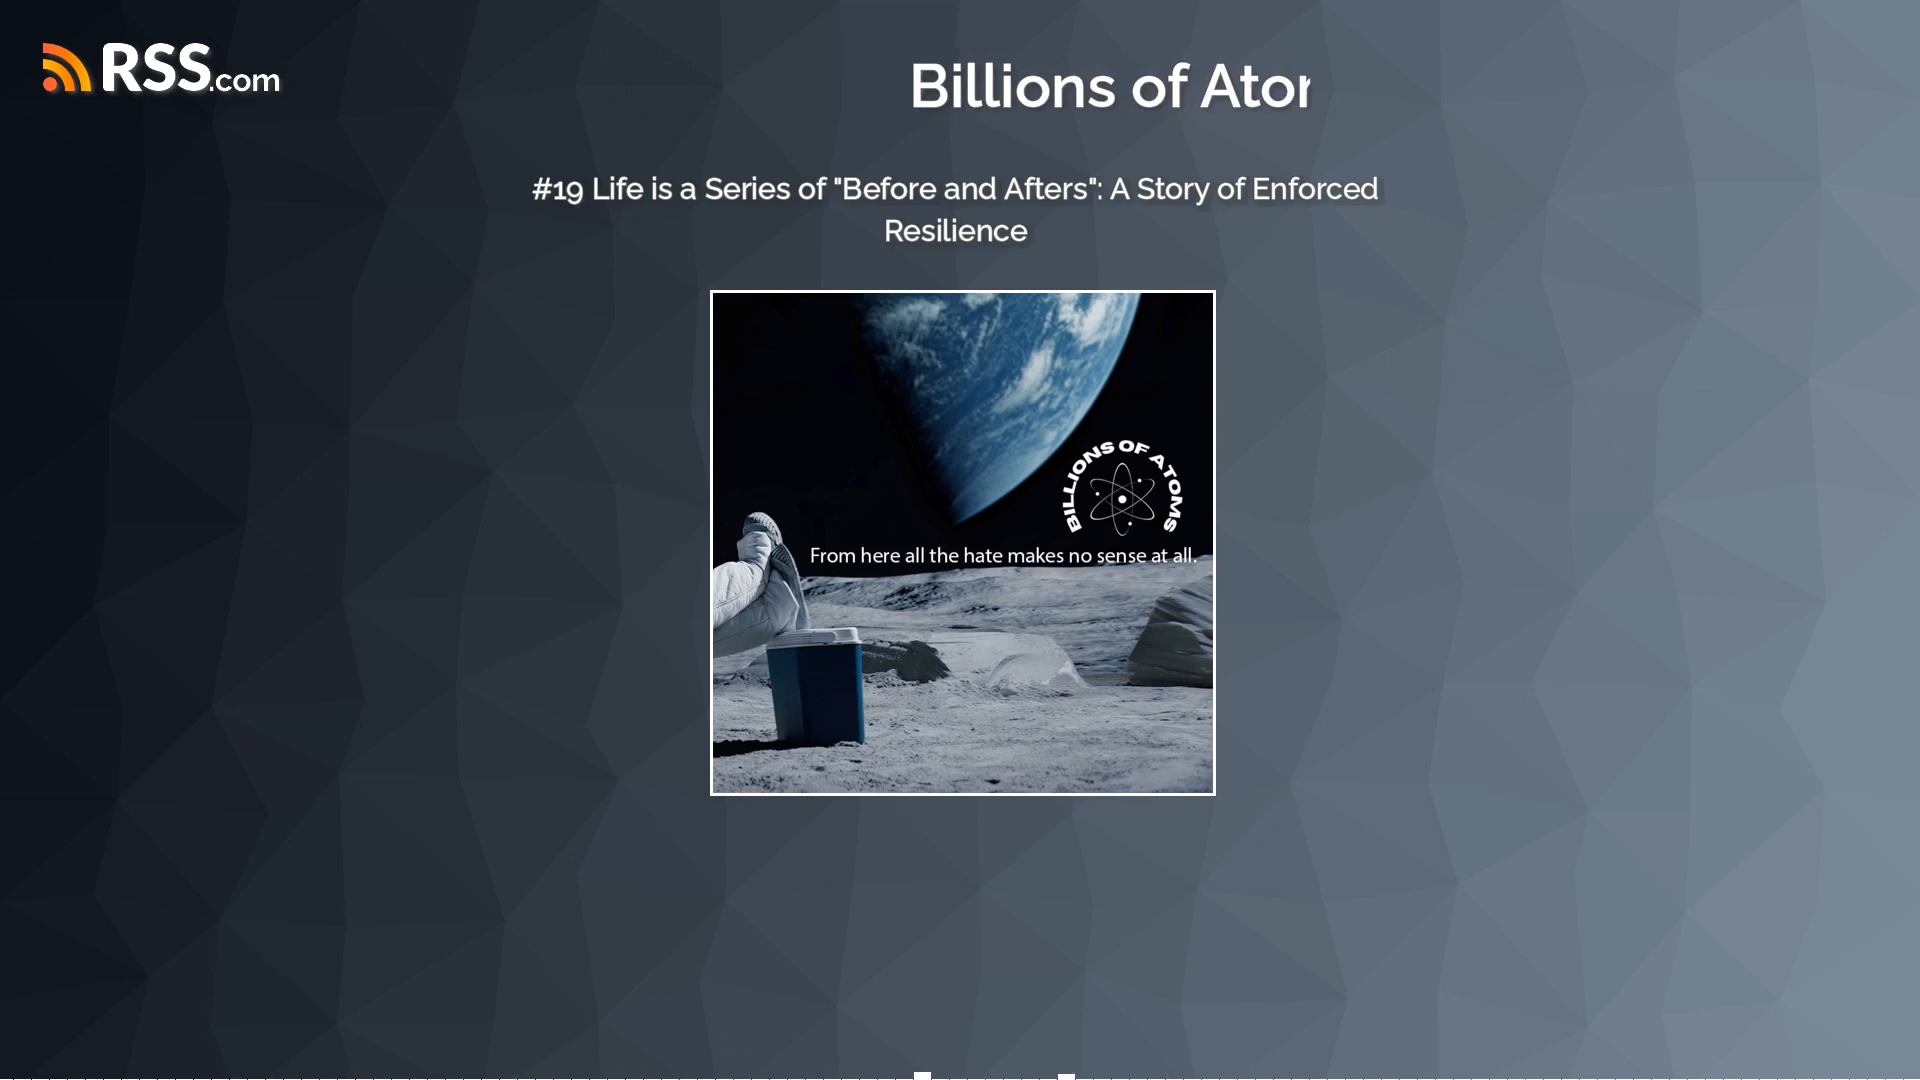 RSS.com
Billions of Ator
#19 Life is a Series of "Before and Afters": A Story of Enforced
Resilience
BILLIONS OF ATOMS
From here all the hate makes no sense at all.